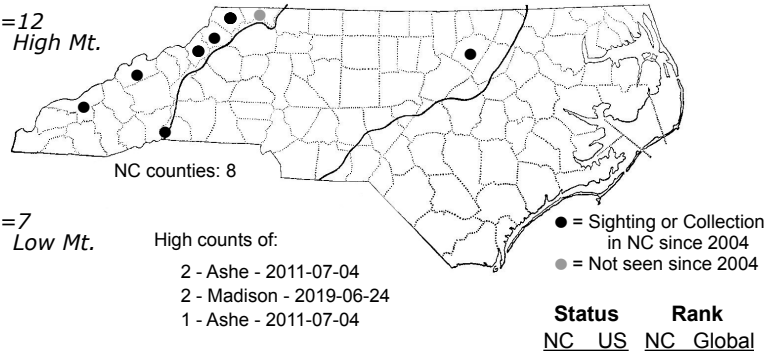 =12
High Mt.
NC counties: 8
=7
Low Mt.
High counts of:
2 - Ashe - 2011-07-04
2 - Madison - 2019-06-24
1 - Ashe - 2011-07-04
= Sighting or Collection
in NC since 2004
= Not seen since 2004
Status Rank
NC US NC Global